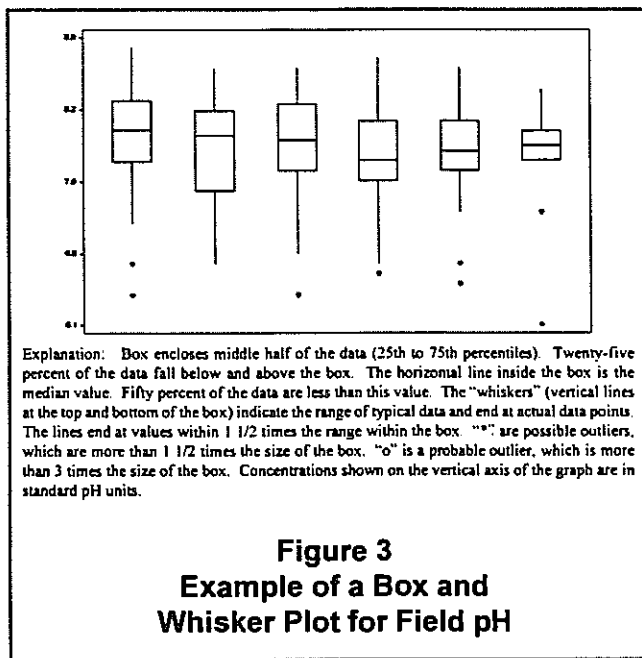 8.2
6.1
Explanation: Box encloses middle half of the data (25th to 75th percentiles). Twenty-five
percent of the data fall below and above the box. The horizontal line inside the box is the
median value. Fifty percent of the data are less than this value. The "whiskers" (vertical lines
at the top and bottom of the box) indicate the range of typical data and end at actual data points.
The lines end at values within 1 1/2 times the range within the box. "*" are possible outliers,
which are more than 1 1/2 times the size of the box. "o" is a probable outlier, which is more
than 3 times the size of the box. Concentrations shown on the vertical axis of the graph are in
standard pH units.
Figure 3
Example of a Box and
Whisker Plot for Field pH